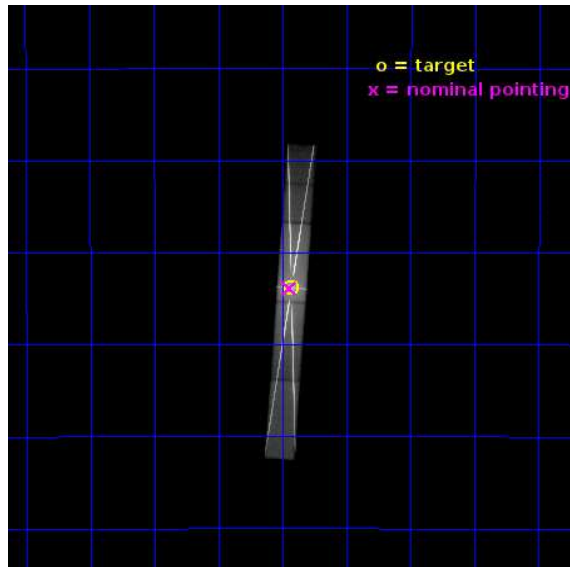 o = target
x = nominal pointing